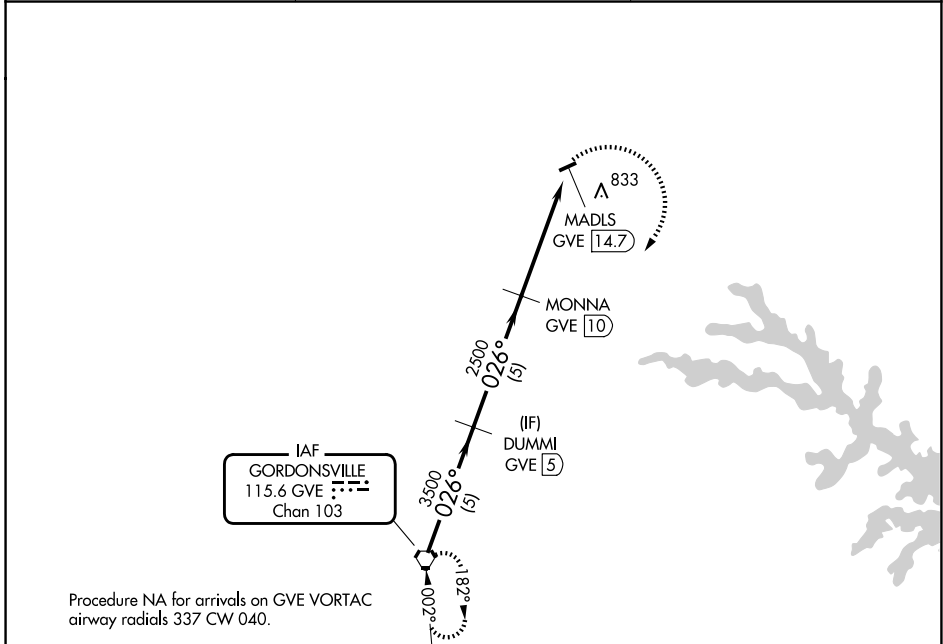 833
MADLS
GVE 14.7
MONNA
GVE 10
2500
026°
(5)
(IF)
DUMMI
GVE 5
IAF
GORDONSVILLE
115.6 GVE
Chan 103
3500
026°
(5)
182°
002°
Procedure NA for arrivals on GVE VORTAC
airway radials 337 CW 040.